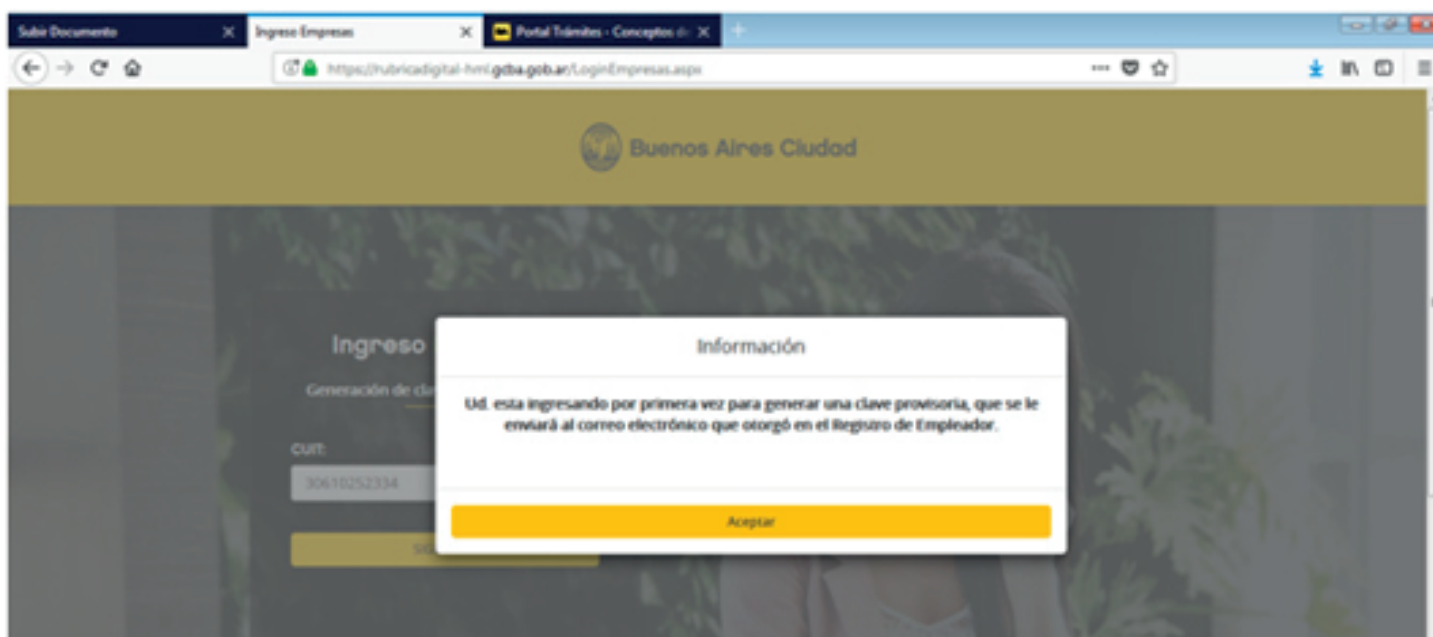 Subir Documento
Ingreso Empresas
Portal Trámites - Conceptos d
https://rubricadigital-hml.gcba.gob.ar/LoginEmpresas.aspx
Buenos Aires Ciudad
Ingreso
Información
Generación de cla
Ud. esta ingresando por primera vez para generar una clave provisoria, que se le
enviará al correo electrónico que otorgó en el Registro de Empleador.
CUIT:
30610252334
Aceptar